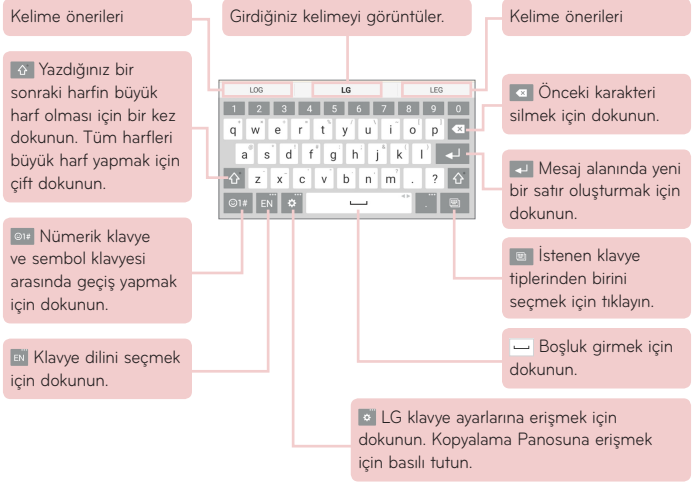 Kelime önerileri
Girdiğiniz kelimeyi görüntüler.
Kelime önerileri
Yazdığınız bir
sonraki harfin büyük
harf olması için bir kez
dokunun. Tüm harfleri
büyük harf yapmak için
çift dokunun.
Nümerik klavye
ve sembol klavyesi
arasında geçiş yapmak
için dokunun.
EN Klavye dilini seçmek
için dokunun.
LOG LG LEG
1 2 3 4 5 6 7 8 9 0
q w e r t y u i o p
a s d f g h j k l
z x c v b n m . ?
☺1# EN .
Önceki karakteri
silmek için dokunun.
Mesaj alanında yeni
bir satır oluşturmak için
dokunun.
İstenen klavye
tiplerinden birini
seçmek için tıklayın.
Boşluk girmek için
dokunun.
LG klavye ayarlarına erişmek için
dokunun. Kopyalama Panosuna erişmek
için basılı tutun.